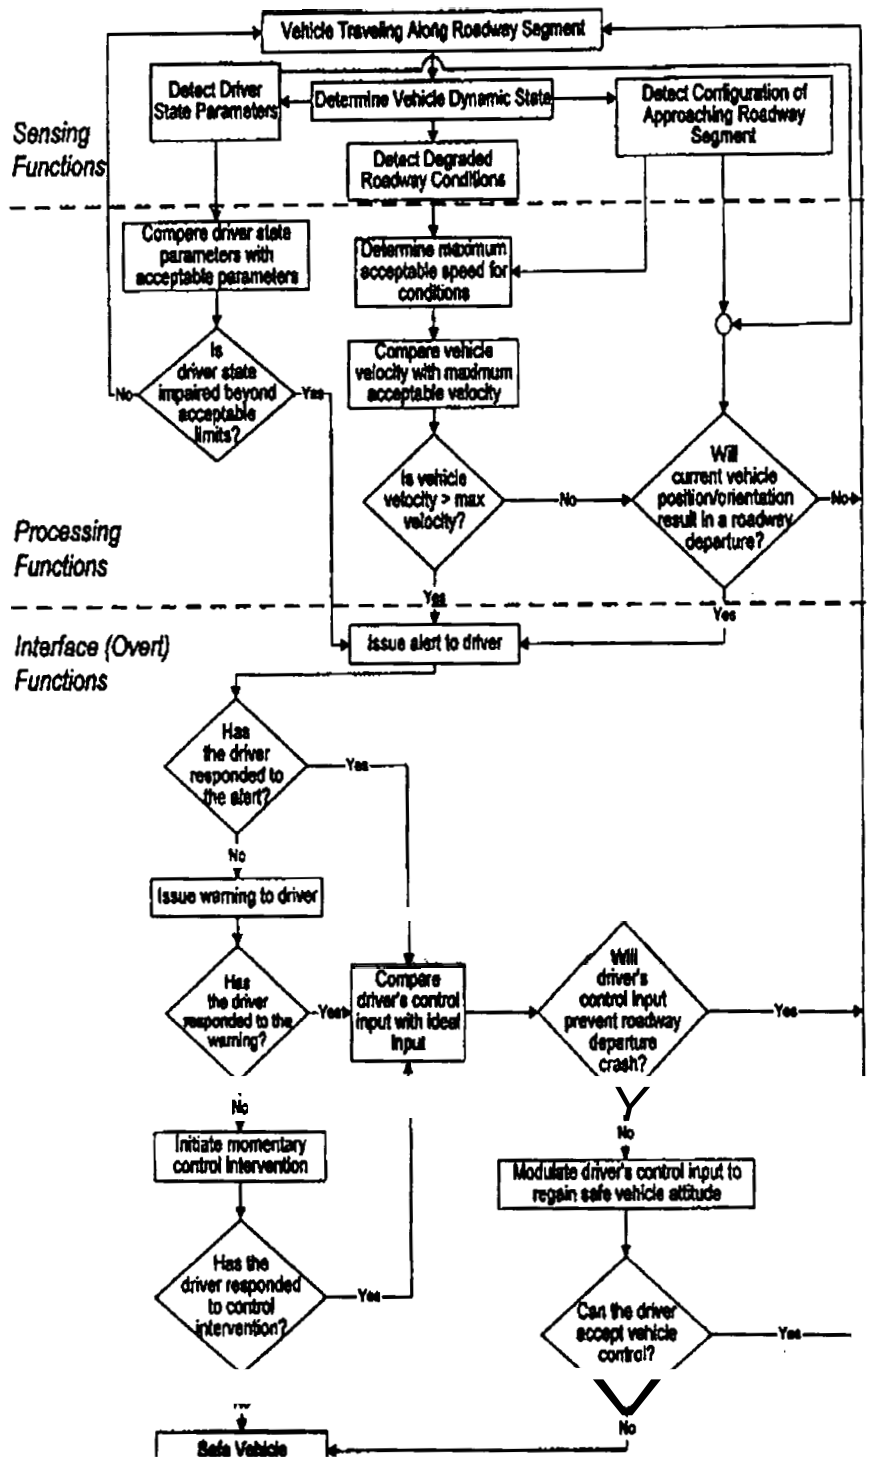 Vehicle Traveling Along Roadway Segment
Detect Driver
State Parameters
Determine Vehicle Dynamic State
Detect Configuration of
Approaching Roadway
Segment
Sensing
Functions
Detect Degraded
Roadway Conditions
Compare driver state
parameters with
acceptable parameters
Determine maximum
acceptable speed for
conditions
Is
driver state
impaired beyond
acceptable
limits?
No
Yes
Compare vehicle
velocity with maximum
acceptable velocity
Is vehicle
velocity > max
velocity?
No
Will
current vehicle
position/orientation
result in a roadway
departure?
No
Processing
Functions
Yes
Yes
Interface (Overt)
Functions
Issue alert to driver
Has
the driver
responded to
the alert?
Yes
No
Issue warning to driver
Has
the driver
responded to the
warning?
Yes
Compare
driver's control
input with ideal
input
Will
driver's
control input
prevent roadway
departure
crash?
Yes
No
No
Initiate momentary
control intervention
Modulate driver's control input to
regain safe vehicle attitude
Has the
driver responded
to control
intervention?
Yes
Can the driver
accept vehicle
control?
Yes
No
Safe Vehicle